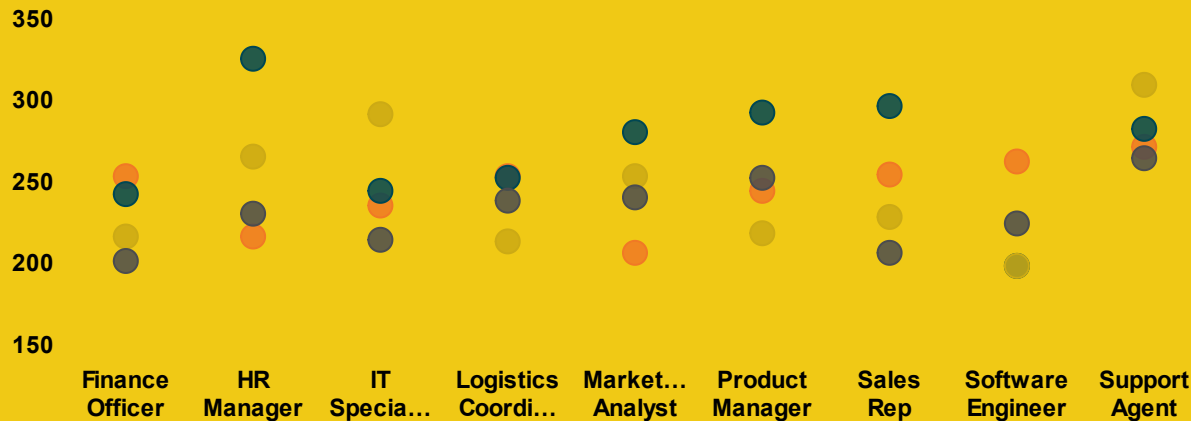 350
300
250
200
150
Finance
Officer
HR
Manager
IT
Specia…
Logistics
Coordi…
Market…
Analyst
Product
Manager
Sales
Rep
Software
Engineer
Support
Agent